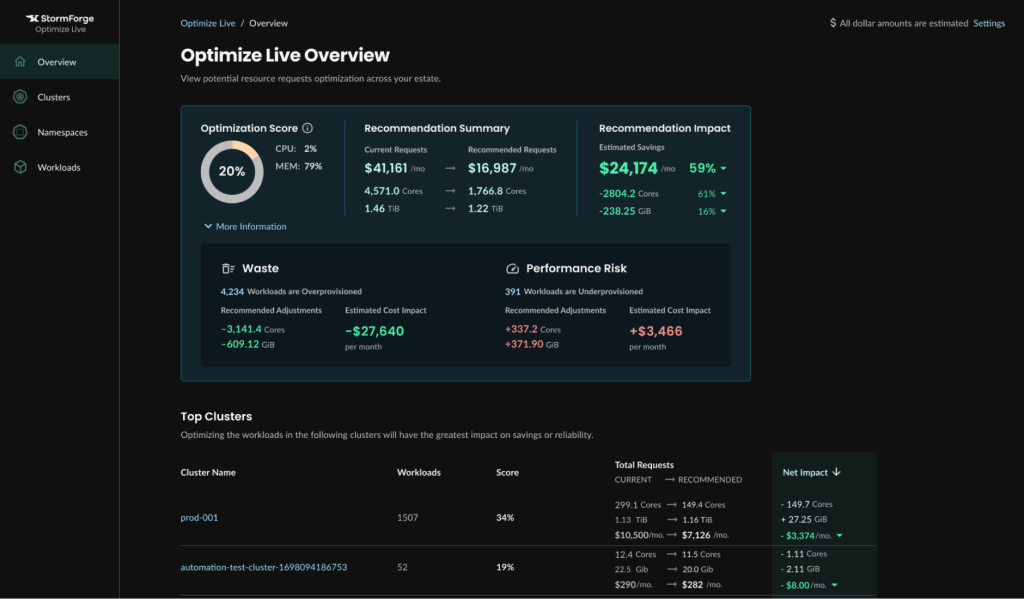 StormForge
Optimize Live
Overview
Clusters
Namespaces
Workloads
Optimize Live / Overview
$ All dollar amounts are estimated Settings
Optimize Live Overview
View potential resource requests optimization across your estate.
Optimization Score
20%
CPU: 2%
MEM: 79%
More Information
Recommendation Summary
Current Requests → Recommended Requests
$41,161 /mo → $16,987 /mo
4,571.0 Cores → 1,766.8 Cores
1.46 TiB → 1.22 TiB
Recommendation Impact
Estimated Savings
$24,174 /mo 59%
-2804.2 Cores 61%
-238.25 GiB 16%
Waste
4,234 Workloads are Overprovisioned
Recommended Adjustments Estimated Cost Impact
–3,141.4 Cores
–609.12 GiB
–$27,640
per month
Performance Risk
391 Workloads are Underprovisioned
Recommended Adjustments Estimated Cost Impact
+337.2 Cores
+371.90 GiB
+$3,466
per month
Top Clusters
Optimizing the workloads in the following clusters will have the greatest impact on savings or reliability.
Cluster Name Workloads Score Total Requests Net Impact ↓
CURRENT → RECOMMENDED
prod-001 1507 34%
299.1 Cores → 149.4 Cores
1.13 TiB → 1.16 TiB
$10,500/mo. → $7,126 /mo.
- 149.7 Cores
+ 27.25 GiB
- $3,374/mo.
automation-test-cluster-1698094186753 52 19%
12.4 Cores → 11.5 Cores
22.5 Gib → 20.0 Gib
$290/mo. → $282 /mo.
- 1.11 Cores
- 2.11 GiB
- $8.00/mo.